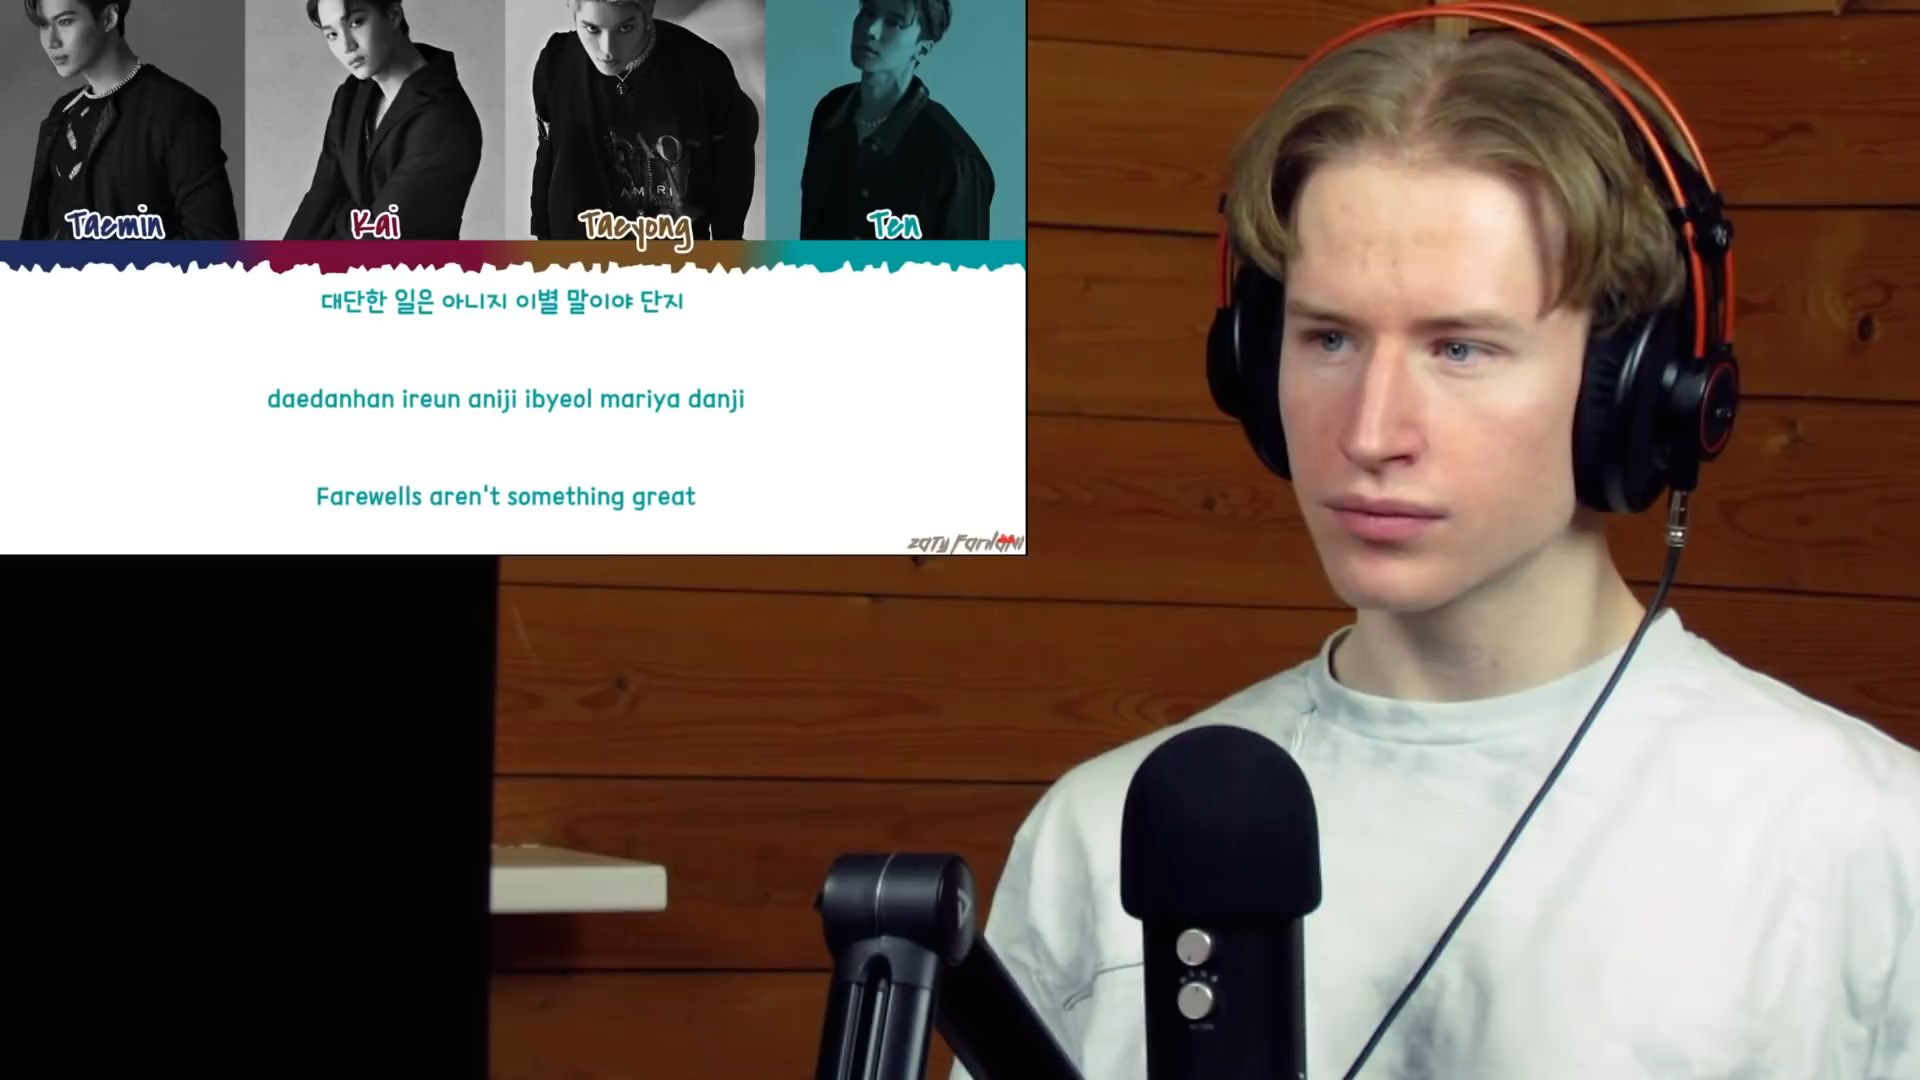 Taemin
Kai
Taeyong
Ten
AMIRI
대단한 일은 아니지 이별 말이야 단지
daedanhan ireun aniji ibyeol mariya danji
Farewells aren't something great
zaty Farhani